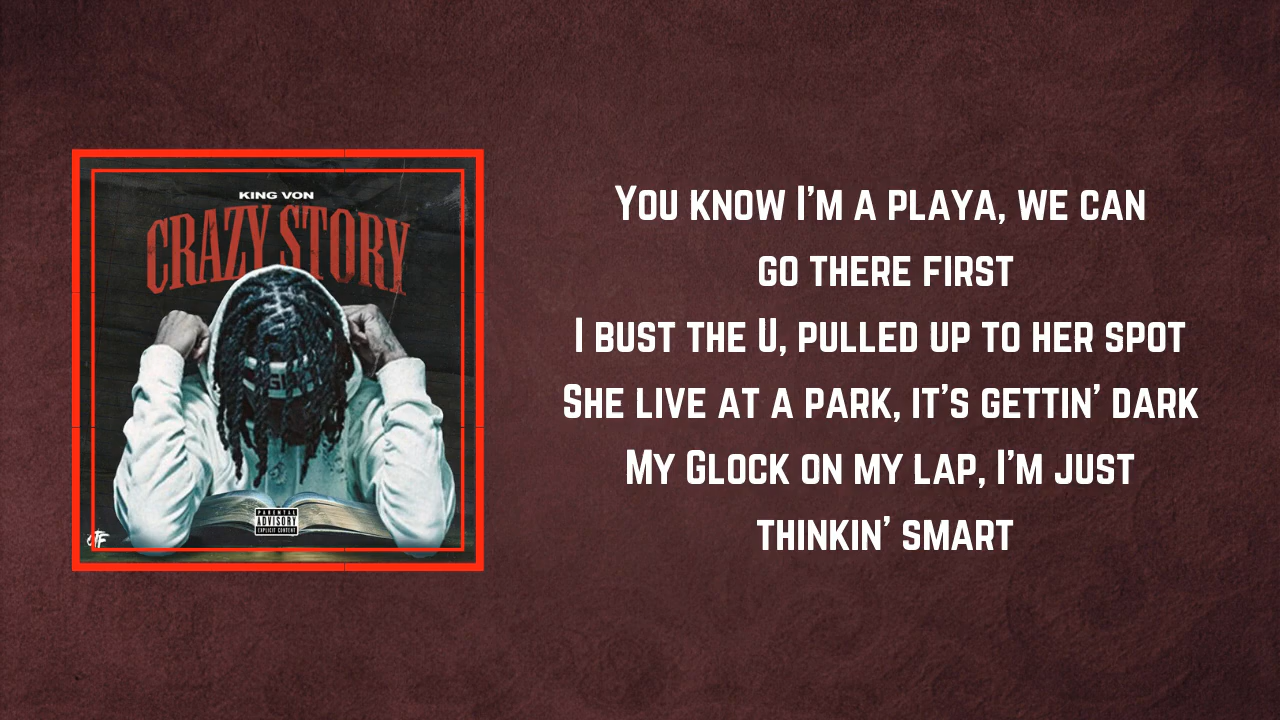 KING VON
CRAZY STORY
PARENTAL
ADVISORY
EXPLICIT CONTENT
You know I'm a playa, we can
go there first
I bust the U, pulled up to her spot
She live at a park, it's gettin' dark
My Glock on my lap, I'm just
thinkin' smart